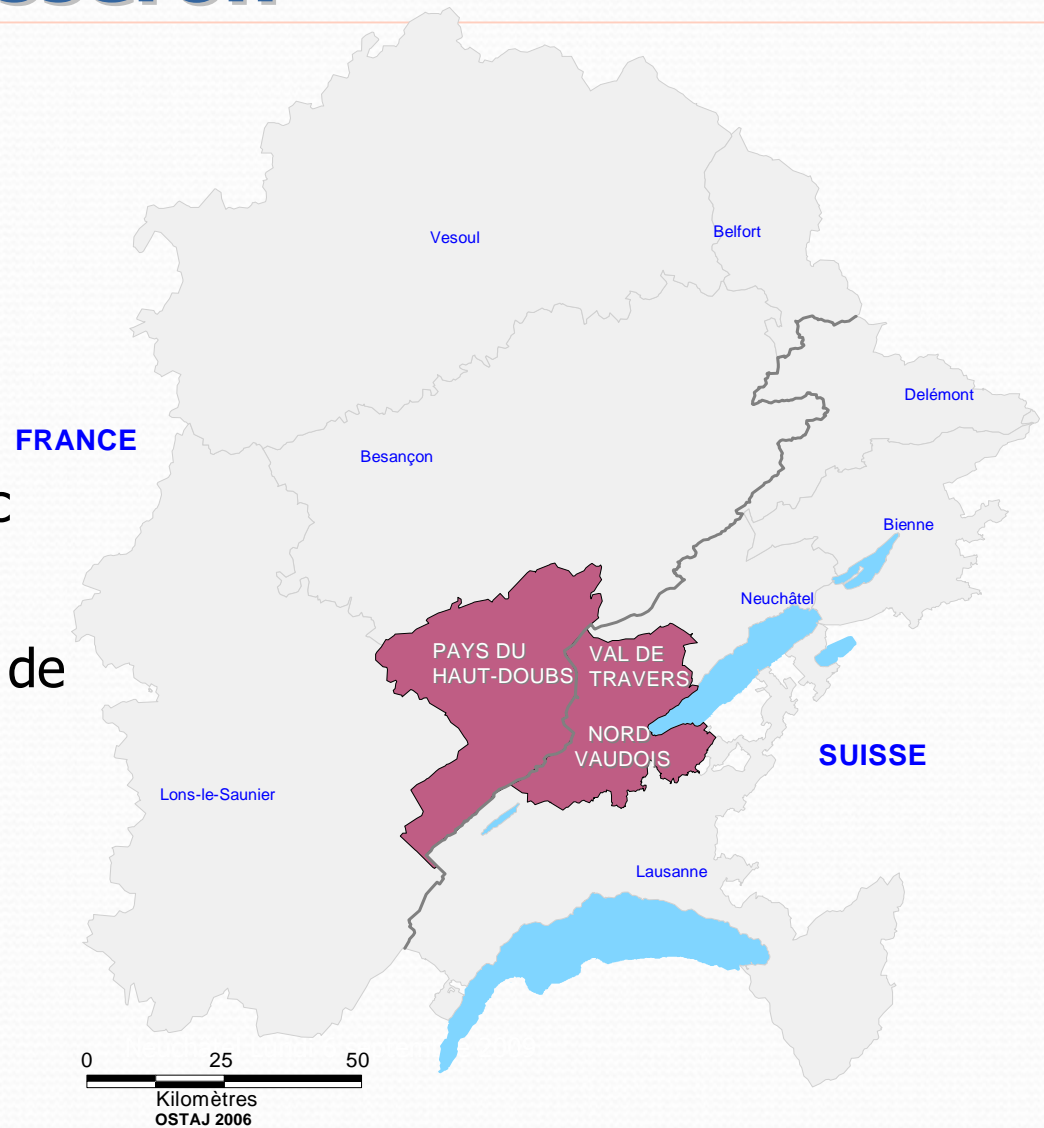 Vesoul
Belfort
Delémont
FRANCE
Besançon
c
Bienne
Neuchâtel
PAYS DU
HAUT-DOUBS
VAL DE
TRAVERS
de
NORD
VAUDOIS
SUISSE
Lons-le-Saunier
Lausanne
0 25 50
Kilomètres
OSTAJ 2006